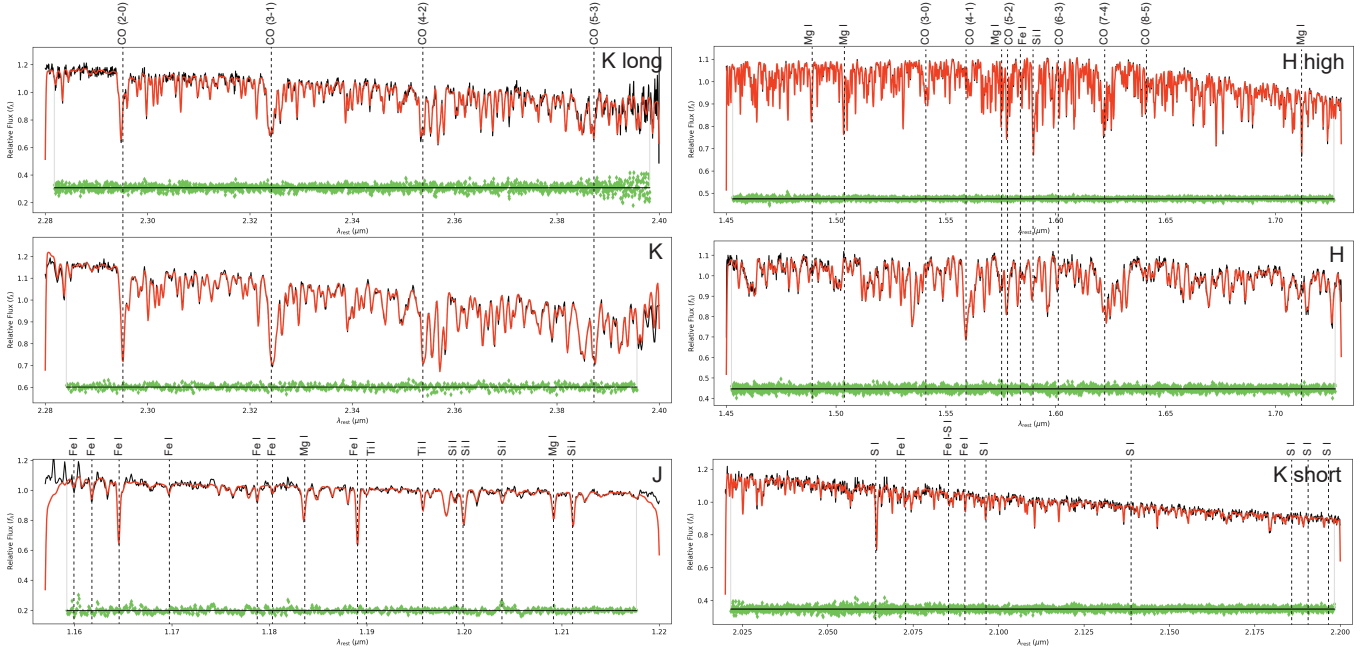 CO (2-0)
CO (3-1)
CO (4-2)
CO (5-3)
K long
Relative Flux (fλ)
1.2
1.0
0.8
0.6
0.4
0.2
2.28
2.30
2.32
2.34
2.36
2.38
2.40
λrest (μm)
Mg I
Mg I
CO (3-0)
CO (4-1)
Mg I
CO (5-2)
Fe I
Si I
CO (6-3)
CO (7-4)
CO (8-5)
Mg I
H high
Relative Flux (fλ)
1.1
1.0
0.9
0.8
0.7
0.6
0.5
1.45
1.50
1.55
1.60
1.65
1.70
λrest (μm)
K
Relative Flux (fλ)
1.2
1.1
1.0
0.9
0.8
0.7
0.6
2.28
2.30
2.32
2.34
2.36
2.38
2.40
λrest (μm)
H
Relative Flux (fλ)
1.1
1.0
0.9
0.8
0.7
0.6
0.5
0.4
1.45
1.50
1.55
1.60
1.65
1.70
λrest (μm)
Fe I
Fe I
Fe I
Fe I
Fe I
Fe I
Mg I
Fe I
Ti I
Ti I
Si I
Si I
Si I
Mg I
Si I
J
Relative Flux (fλ)
1.2
1.0
0.8
0.6
0.4
0.2
1.16
1.17
1.18
1.19
1.20
1.21
1.22
λrest (μm)
S I
Fe I
Fe I-S I
Fe I
S I
S I
S I
S I
S I
K short
Relative Flux (fλ)
1.2
1.0
0.8
0.6
0.4
2.025
2.050
2.075
2.100
2.125
2.150
2.175
2.200
λrest (μm)